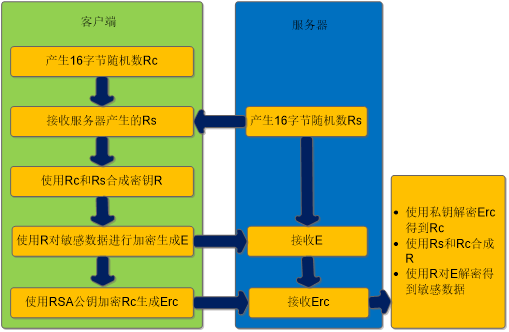 客户端
产生16字节随机数Rc
接收服务器产生的Rs
使用Rc和Rs合成密钥R
使用R对敏感数据进行加密生成E
使用RSA公钥加密Rc生成Erc
服务器
产生16字节随机数Rs
接收E
接收Erc
• 使用私钥解密Erc
得到Rc
• 使用Rs和Rc合成
R
• 使用R对E解密得
到敏感数据